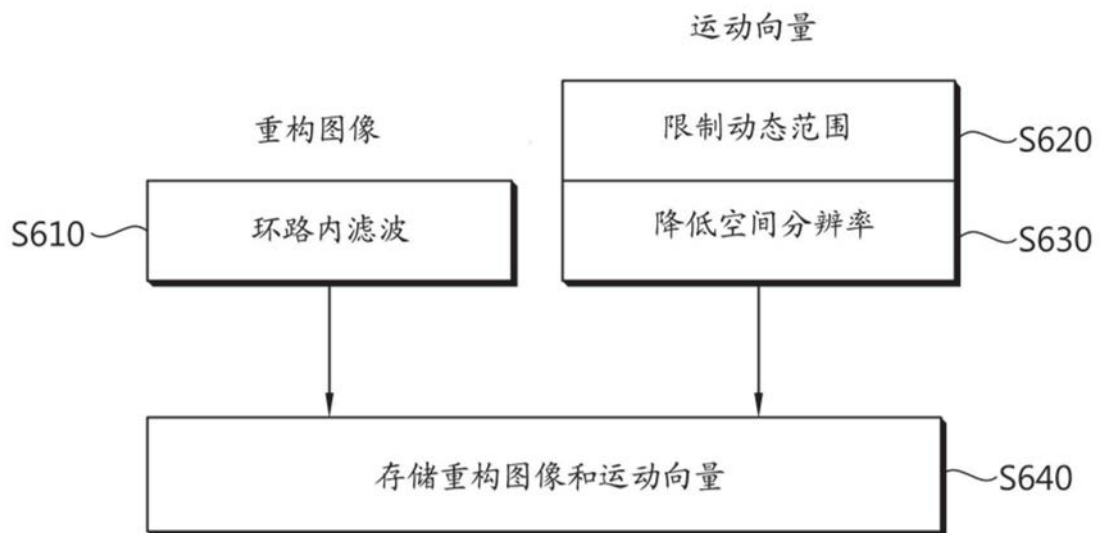 运动向量
重构图像
限制动态范围
S620
S610
环路内滤波
降低空间分辨率
S630
存储重构图像和运动向量
S640